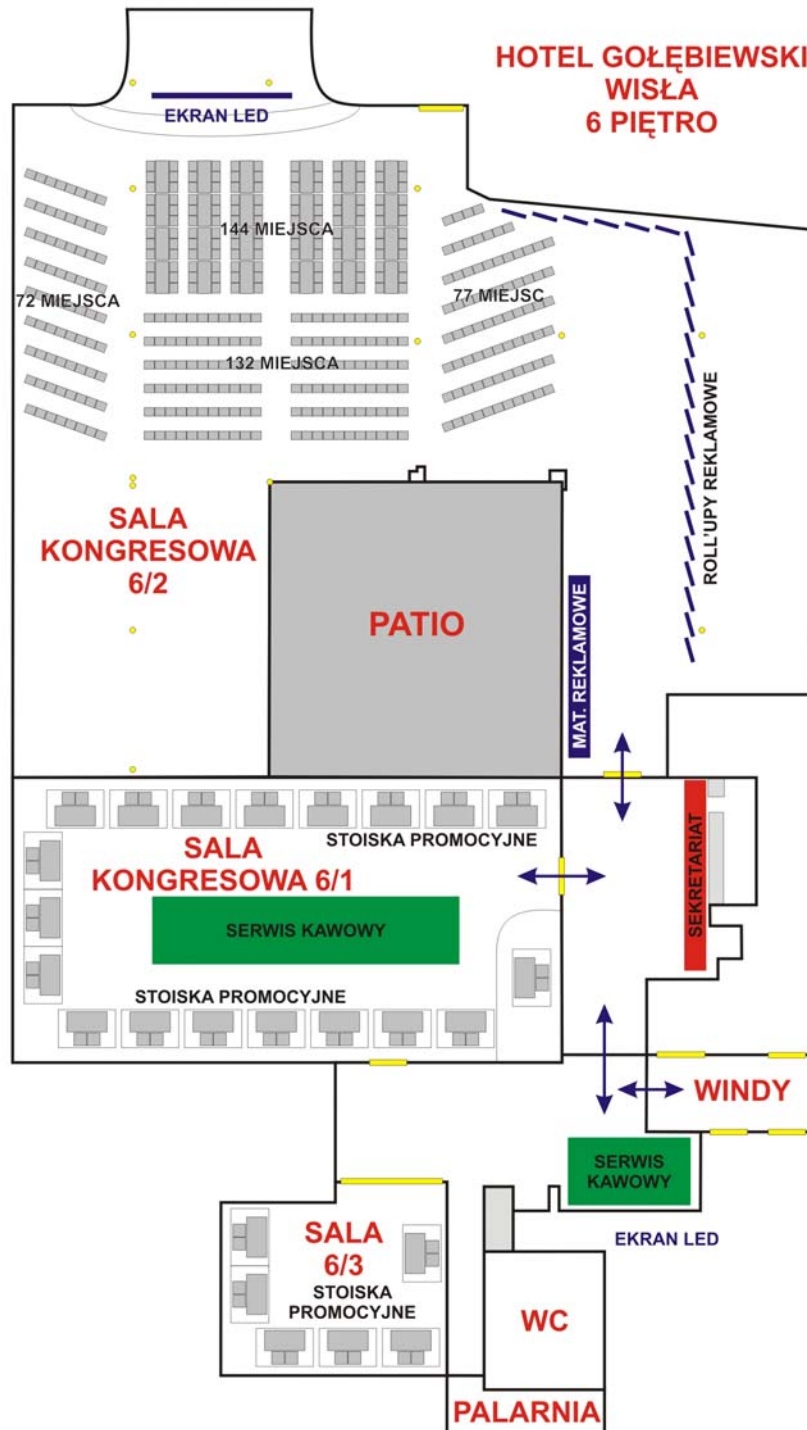 HOTEL GOŁĘBIEWSKI
WISŁA
6 PIĘTRO
EKRAN LED
144 MIEJSCA
72 MIEJSCA
77 MIEJSC
132 MIEJSCA
ROLL'UPY REKLAMOWE
SALA
KONGRESOWA
6/2
PATIO
MAT. REKLAMOWE
STOISKA PROMOCYJNE
SALA
KONGRESOWA 6/1
SEKRETARIAT
SERWIS KAWOWY
STOISKA PROMOCYJNE
WINDY
SERWIS
KAWOWY
EKRAN LED
SALA
6/3
STOISKA
PROMOCYJNE
WC
PALARNIA